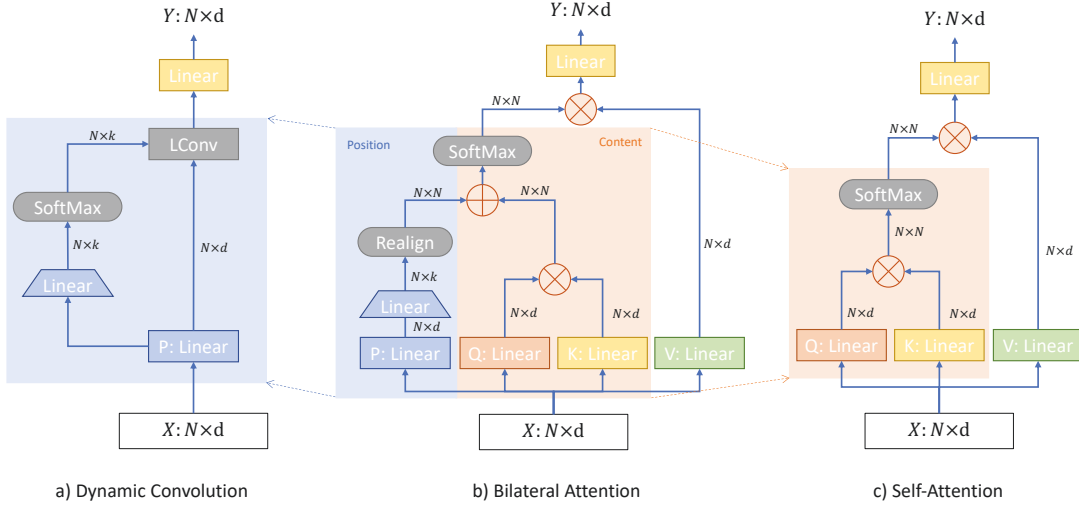 Y: N×d
Linear
N×k
LConv
SoftMax
N×k
N×d
Linear
P: Linear
X: N×d
a) Dynamic Convolution
Y: N×d
Linear
N×N
Position
Content
SoftMax
N×N
N×N
Realign
N×k
N×d
Linear
N×d
N×d
N×d
P: Linear
Q: Linear
K: Linear
V: Linear
X: N×d
b) Bilateral Attention
Y: N×d
Linear
N×N
SoftMax
N×N
N×d
N×d
N×d
Q: Linear
K: Linear
V: Linear
X: N×d
c) Self-Attention